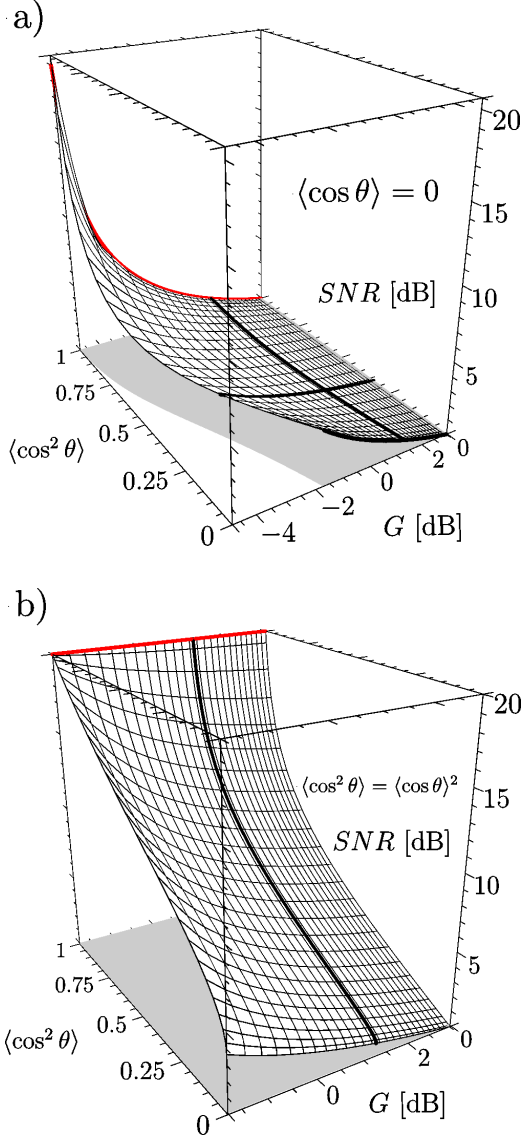 a)
20
⟨cos θ⟩ = 0
15
SNR [dB]
10
5
1
0.75
0.5
0.25
0
⟨cos² θ⟩
−4
−2
0
2
0
G [dB]
b)
20
⟨cos² θ⟩ = ⟨cos θ⟩²
15
SNR [dB]
10
5
1
0.75
0.5
0.25
0
⟨cos² θ⟩
0
2
0
G [dB]